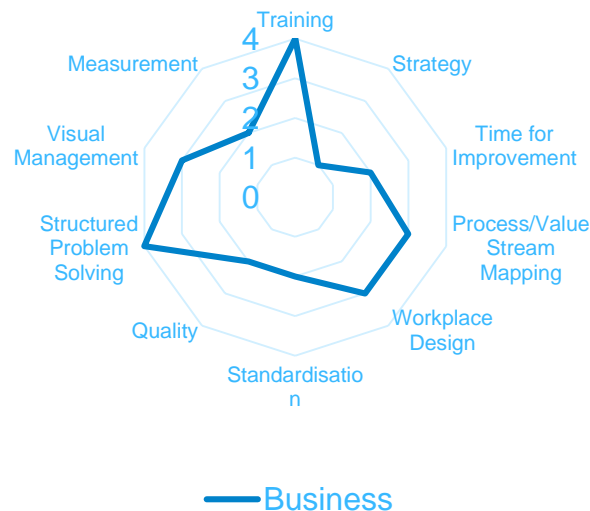 Training
4
Measurement
Strategy
3
2
Visual
Management
Time for
Improvement
1
0
Structured
Problem
Solving
Process/Value
Stream
Mapping
Quality
Workplace
Design
Standardisatio
n
Business